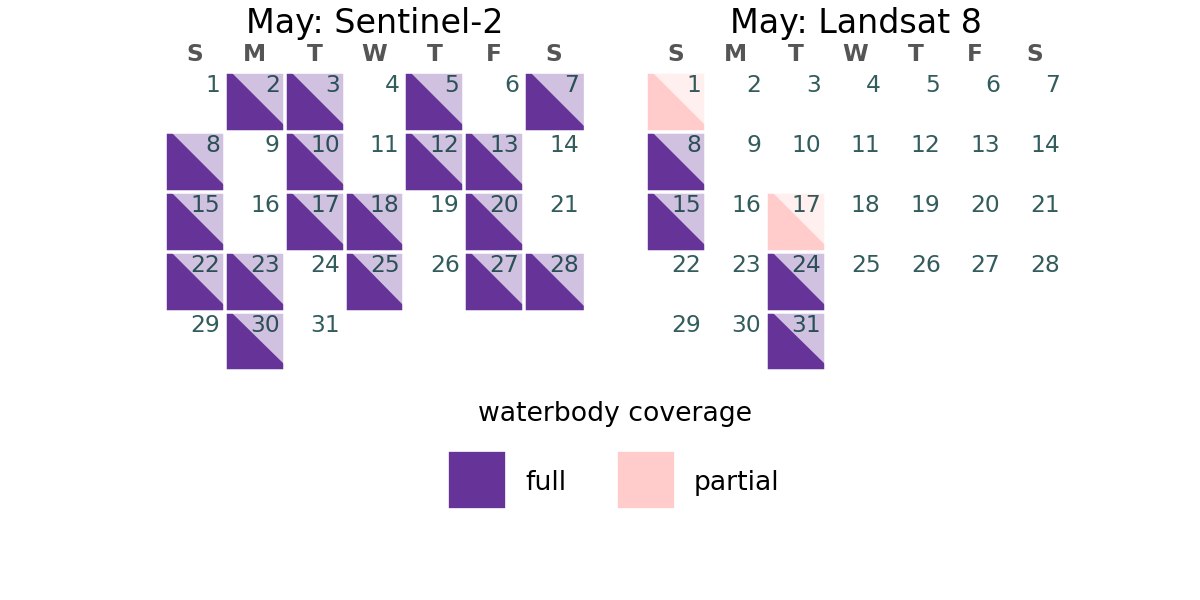 May: Sentinel-2
S M T W T F S
1 2 3 4 5 6 7
8 9 10 11 12 13 14
15 16 17 18 19 20 21
22 23 24 25 26 27 28
29 30 31
May: Landsat 8
S M T W T F S
1 2 3 4 5 6 7
8 9 10 11 12 13 14
15 16 17 18 19 20 21
22 23 24 25 26 27 28
29 30 31
waterbody coverage
full partial